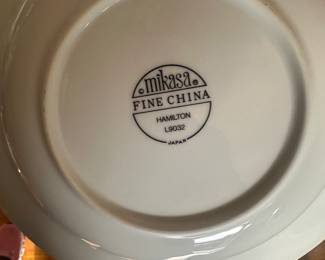 © mikasa ®
FINE CHINA
HAMILTON
L9032
JAPAN